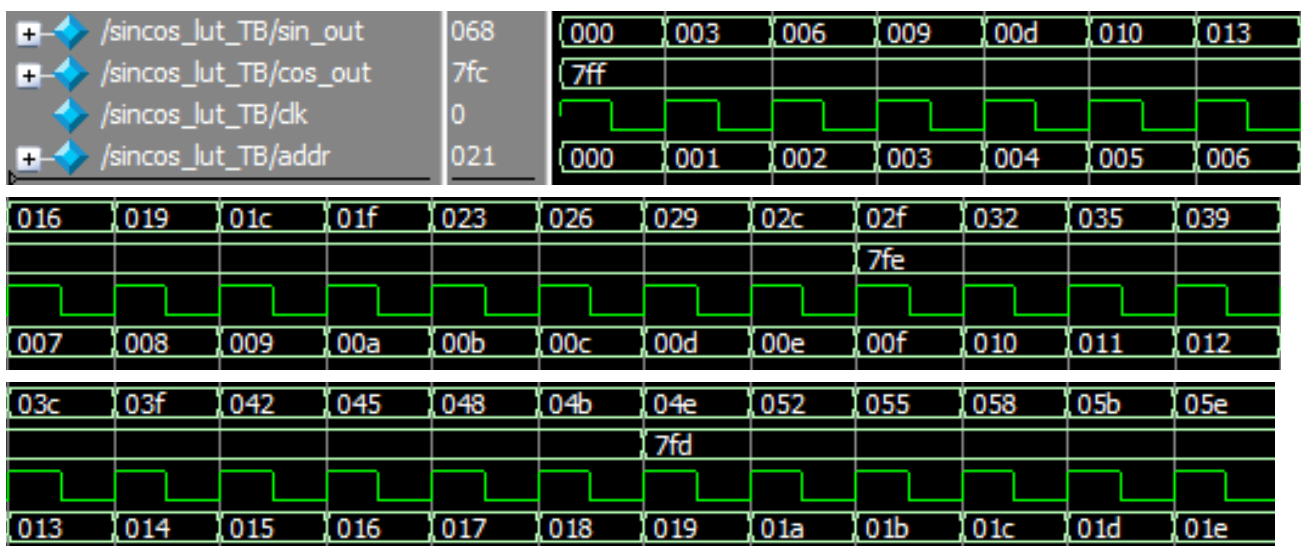 /sincos_lut_TB/sin_out 068 000 003 006 009 00d 010 013
/sincos_lut_TB/cos_out 7fc 7ff
/sincos_lut_TB/clk 0
/sincos_lut_TB/addr 021 000 001 002 003 004 005 006
016 019 01c 01f 023 026 029 02c 02f 032 035 039
7fe
007 008 009 00a 00b 00c 00d 00e 00f 010 011 012
03c 03f 042 045 048 04b 04e 052 055 058 05b 05e
7fd
013 014 015 016 017 018 019 01a 01b 01c 01d 01e